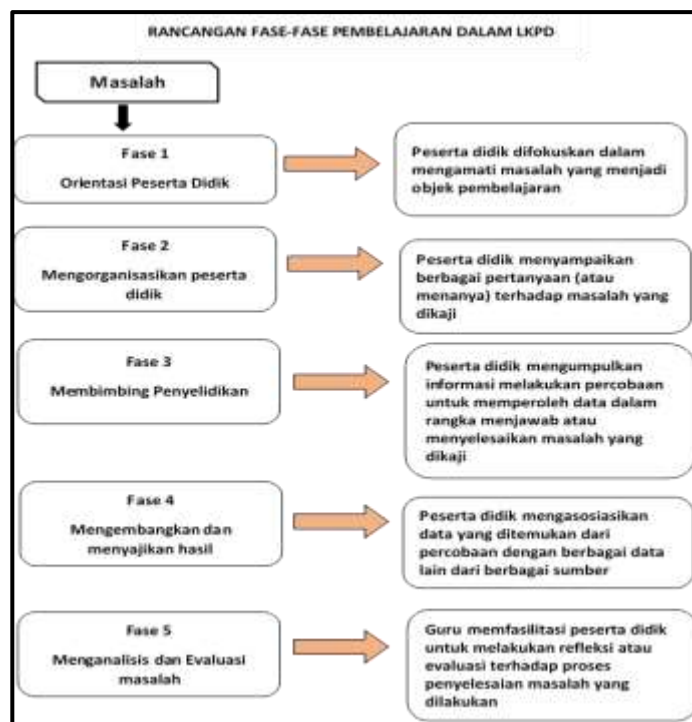 RANCANGAN FASE-FASE PEMBELAJARAN DALAM LKPD
Masalah
Fase 1
Orientasi Peserta Didik
Peserta didik difokuskan dalam
mengamati masalah yang menjadi
objek pembelajaran
Fase 2
Mengorganisasikan peserta
didik
Peserta didik menyampaikan
berbagai pertanyaan (atau
menanya) terhadap masalah yang
dikaji
Fase 3
Membimbing Penyelidikan
Peserta didik mengumpulkan
informasi melakukan percobaan
untuk memperoleh data dalam
rangka menjawab atau
menyelesaikan masalah yang
dikaji
Fase 4
Mengembangkan dan
menyajikan hasil
Peserta didik mengasosiasikan
data yang ditemukan dari
percobaan dengan berbagai data
lain dari berbagai sumber
Fase 5
Menganalisis dan Evaluasi
masalah
Guru memfasilitasi peserta didik
untuk melakukan refleksi atau
evaluasi terhadap proses
penyelesaian masalah yang
dilakukan